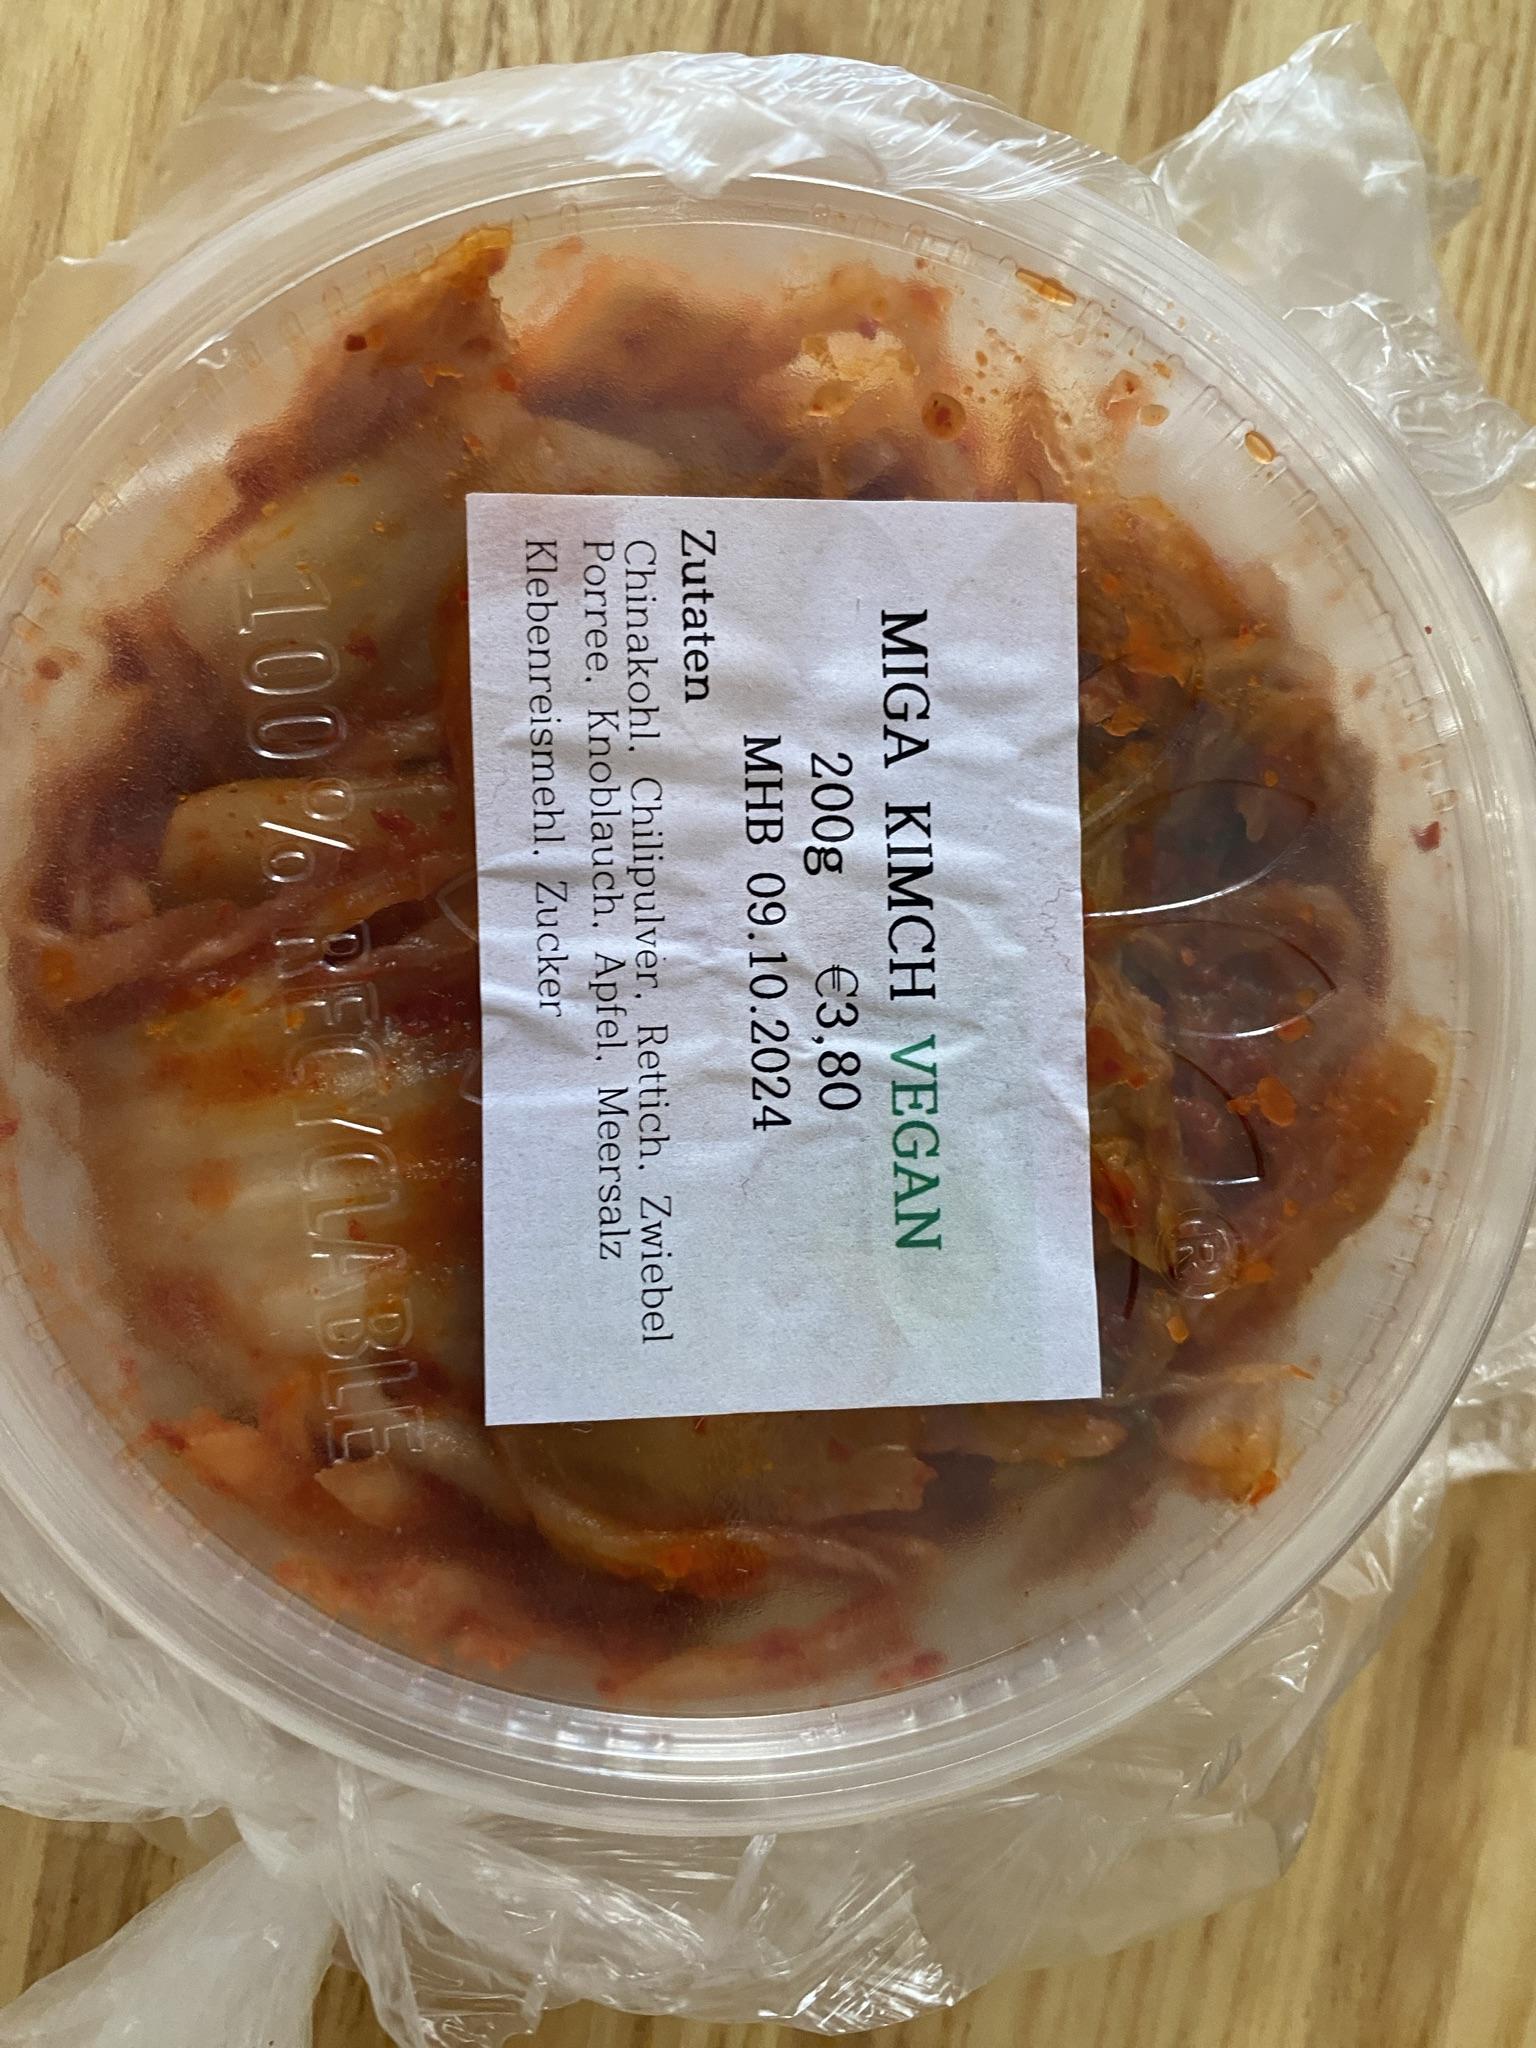 MIGA KIMCH VEGAN
200g €3,80
MHB 09.10.2024
Zutaten
Chinakohl, Chilipulver, Rettich, Zwiebel
Porree, Knoblauch, Apfel, Meersalz
Klebenreismehl, Zucker
100% RECYCLABLE
®